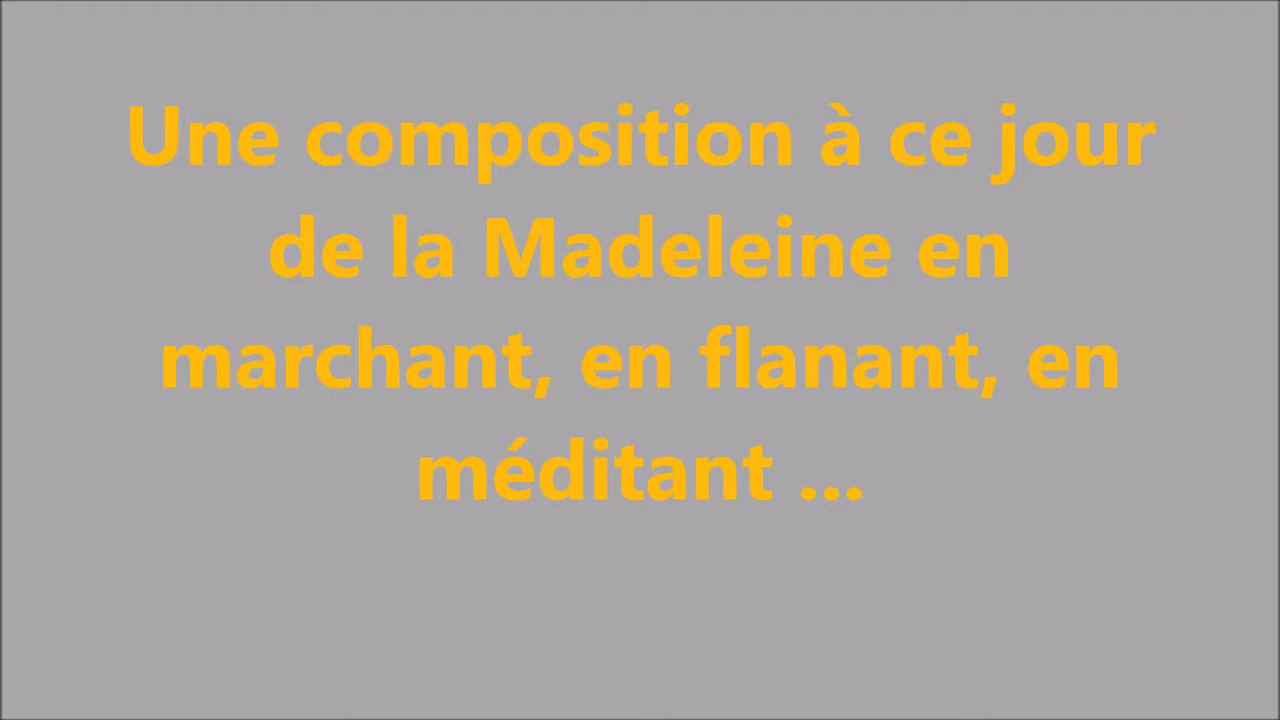 Une composition à ce jour
de la Madeleine en
marchant, en flanant, en
méditant ...